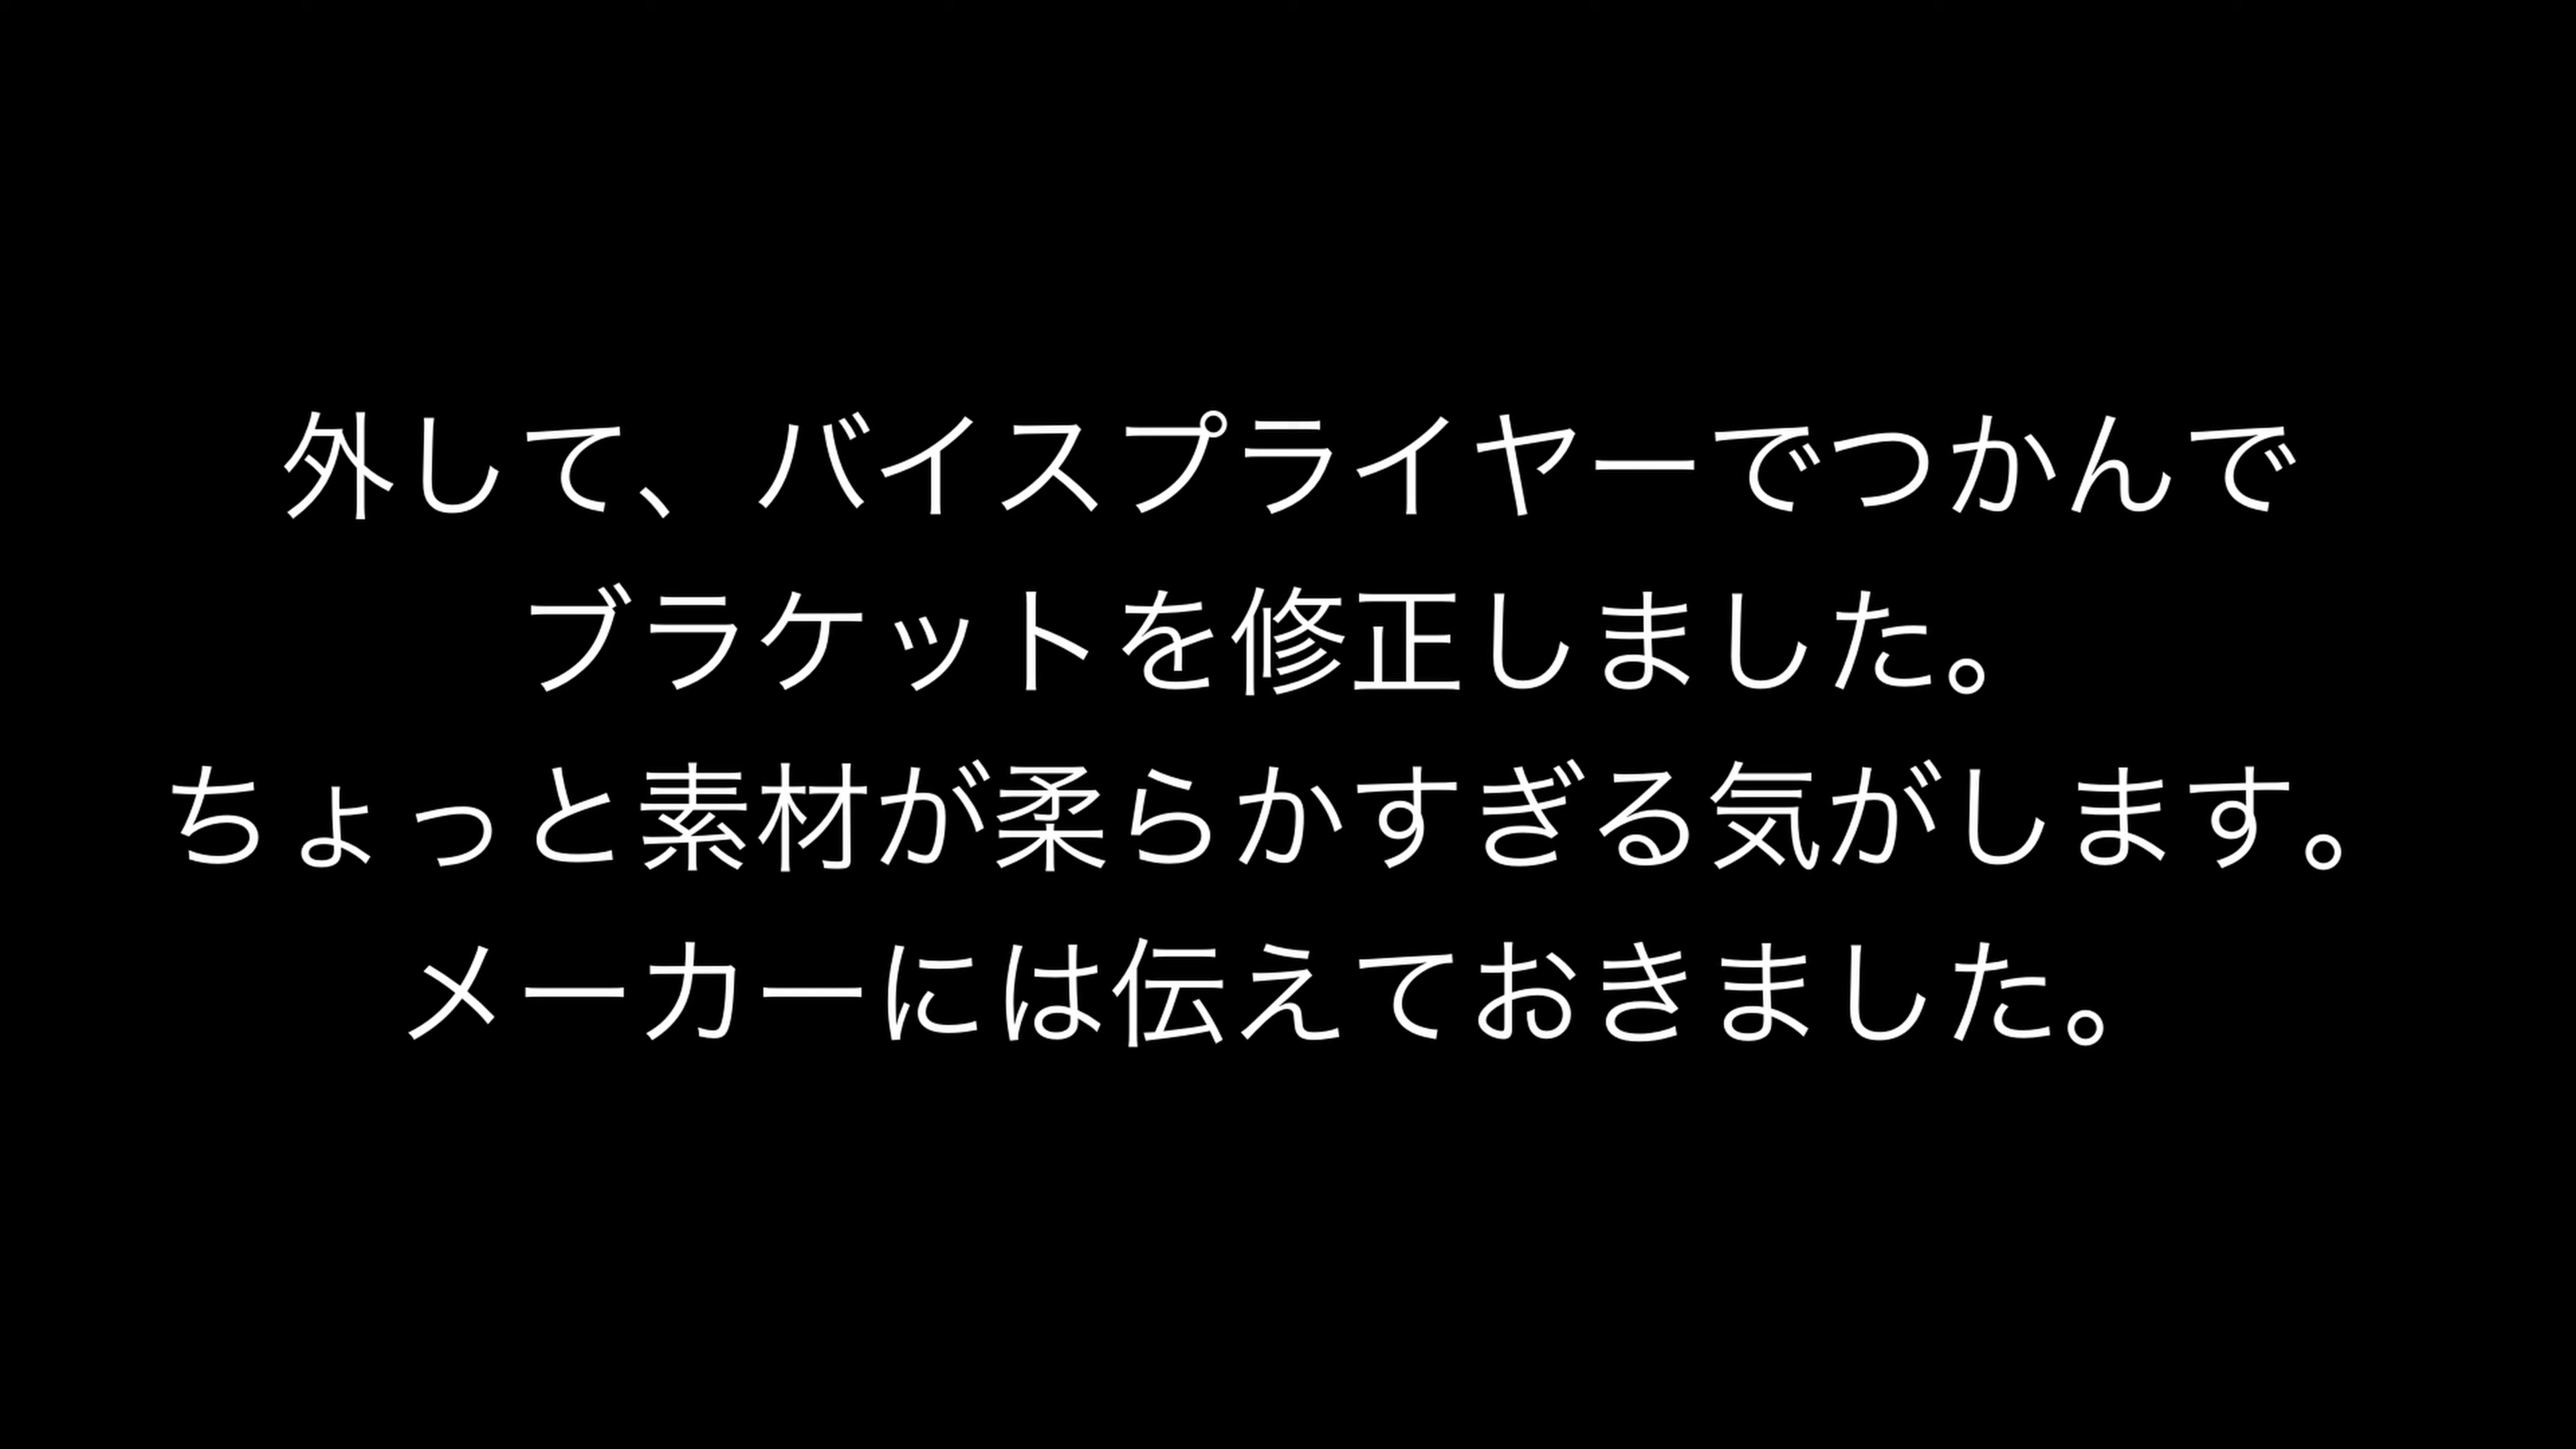 外して、バイスプライヤーでつかんで
ブラケットを修正しました。
ちょっと素材が柔らかすぎる気がします。
メーカーには伝えておきました。